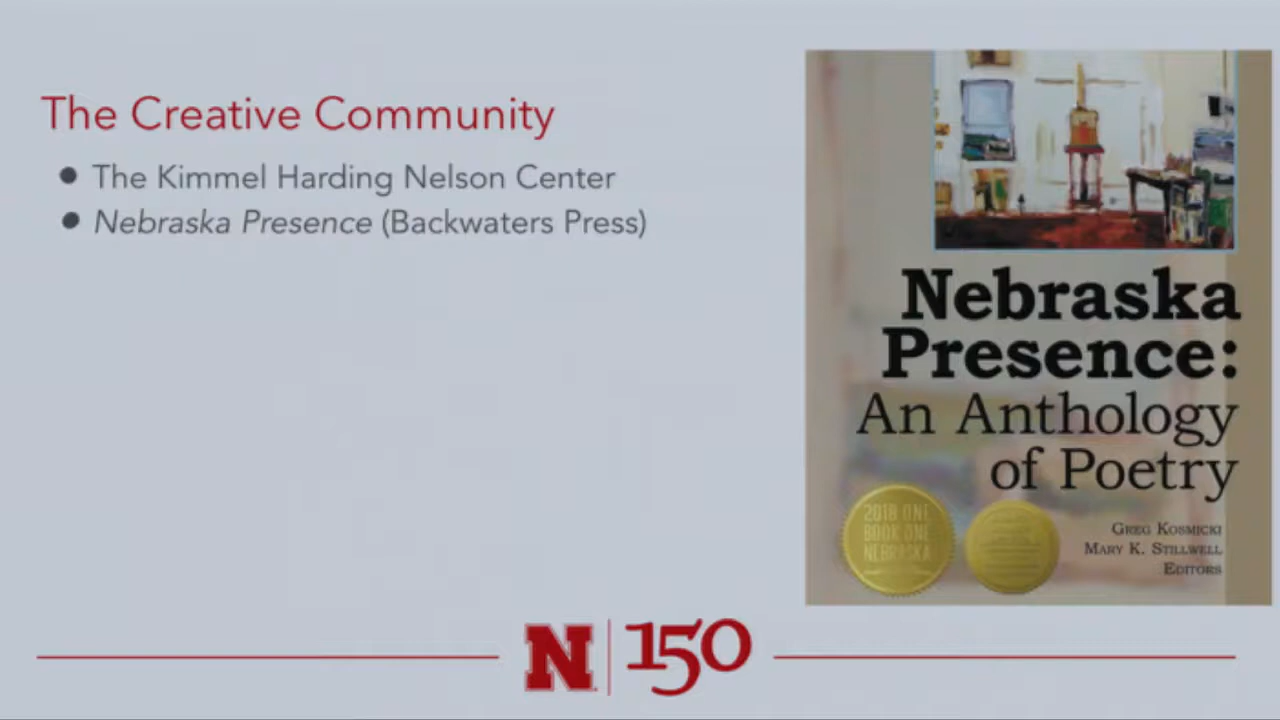 The Creative Community
The Kimmel Harding Nelson Center
Nebraska Presence (Backwaters Press)
Nebraska
Presence:
An Anthology
of Poetry
2018 ONE
BOOK ONE
NEBRASKA
GREG KOSMICKI
MARY K. STILLWELL
EDITORS
N 150